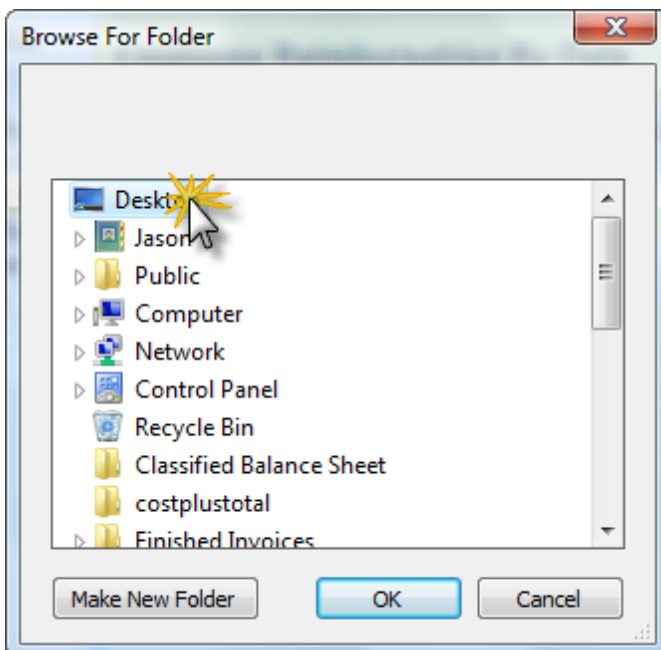 Browse For Folder
Desktop
Jason
Public
Computer
Network
Control Panel
Recycle Bin
Classified Balance Sheet
costplustotal
Finished Invoices
Make New Folder
OK
Cancel